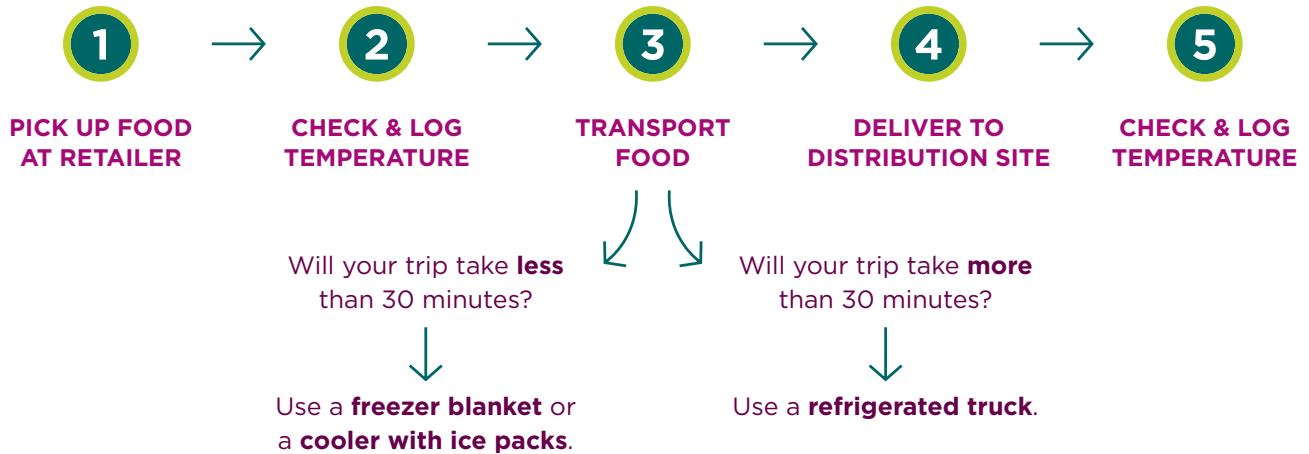 1
2
3
4
5
PICK UP FOOD
AT RETAILER
CHECK & LOG
TEMPERATURE
TRANSPORT
FOOD
DELIVER TO
DISTRIBUTION SITE
CHECK & LOG
TEMPERATURE
Will your trip take less
than 30 minutes?
Use a freezer blanket or
a cooler with ice packs.
Will your trip take more
than 30 minutes?
Use a refrigerated truck.